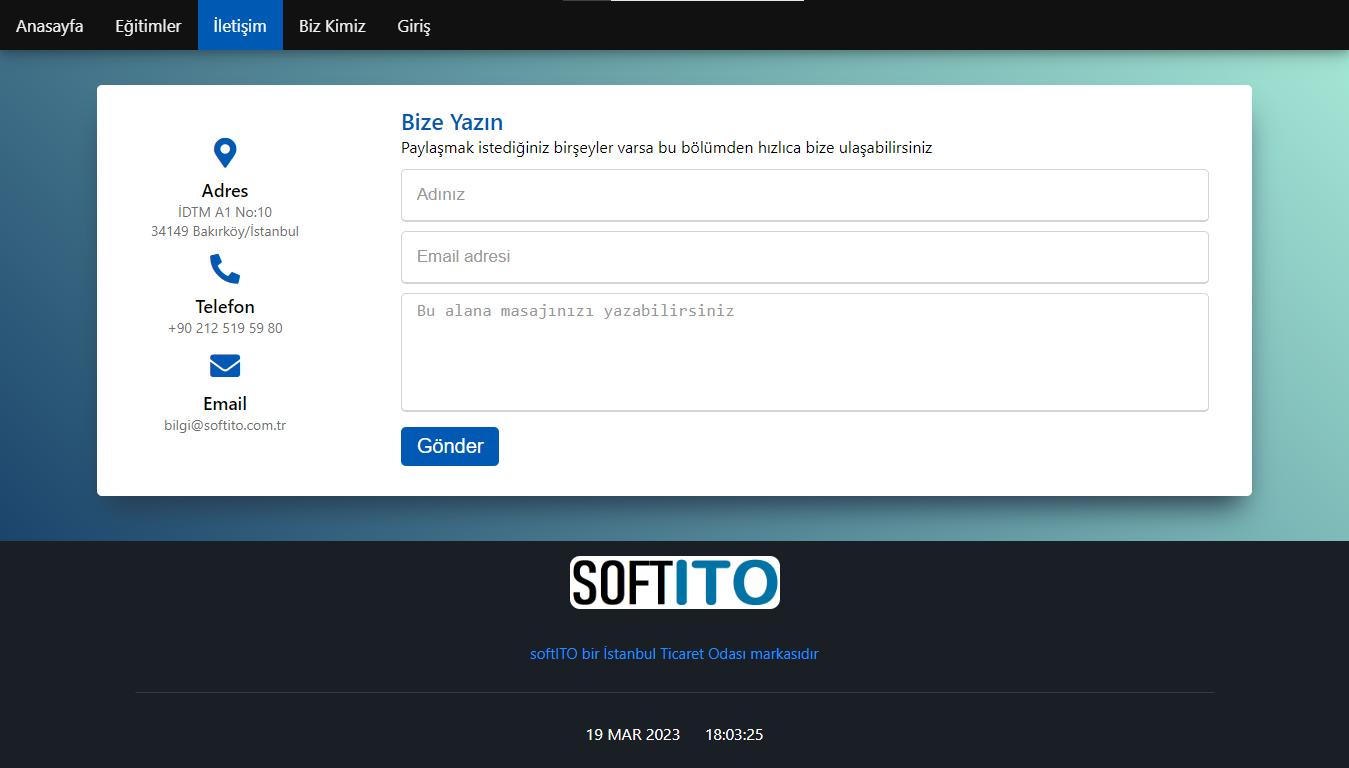 Anasayfa Eğitimler İletişim Biz Kimiz Giriş
Adres
İDTM A1 No:10
34149 Bakırköy/İstanbul
Telefon
+90 212 519 59 80
Email
bilgi@softito.com.tr
Bize Yazın
Paylaşmak istediğiniz birşeyler varsa bu bölümden hızlıca bize ulaşabilirsiniz
Adınız
Email adresi
Bu alana masajınızı yazabilirsiniz
Gönder
SOFTITO
softITO bir İstanbul Ticaret Odası markasıdır
19 MAR 2023 18:03:25